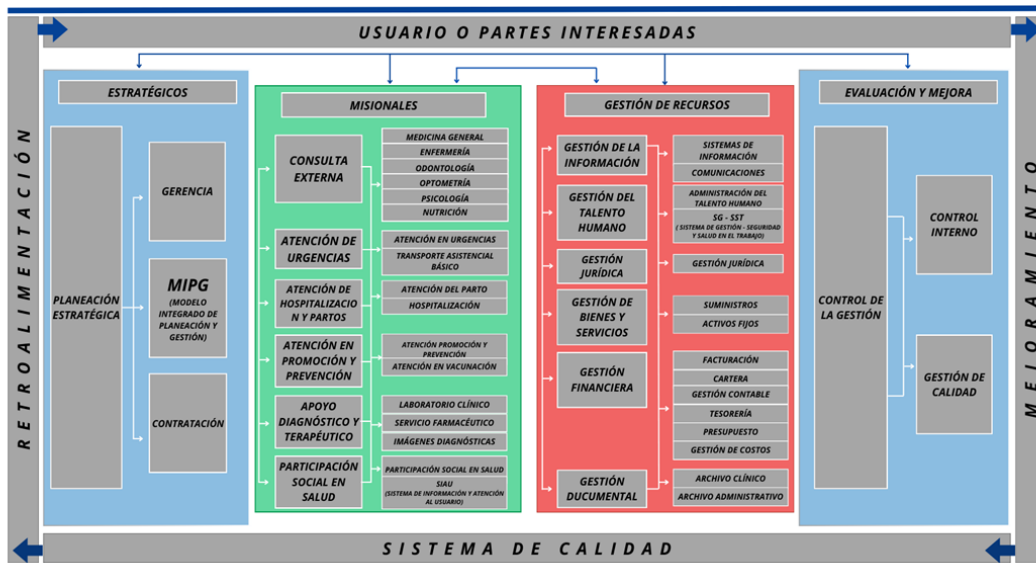 USUARIO O PARTES INTERESADAS
RETROALIMENTACIÓN
ESTRATÉGICOS
PLANEACIÓN
ESTRATÉGICA
GERENCIA
MIPG
(MODELO
INTEGRADO DE
PLANEACIÓN Y
GESTIÓN)
CONTRATACIÓN
MISIONALES
CONSULTA
EXTERNA
MEDICINA GENERAL
ENFERMERÍA
ODONTOLOGÍA
OPTOMETRÍA
PSICOLOGÍA
NUTRICIÓN
ATENCIÓN DE
URGENCIAS
ATENCIÓN EN URGENCIAS
TRANSPORTE ASISTENCIAL
BÁSICO
ATENCIÓN DE
HOSPITALIZACIO
N Y PARTOS
ATENCIÓN DEL PARTO
HOSPITALIZACIÓN
ATENCIÓN EN
PROMOCIÓN Y
PREVENCIÓN
ATENCIÓN PROMOCIÓN Y
PREVENCIÓN
ATENCIÓN EN VACUNACIÓN
APOYO
DIAGNÓSTICO Y
TERAPÉUTICO
LABORATORIO CLÍNICO
SERVICIO FARMACÉUTICO
IMÁGENES DIAGNÓSTICAS
PARTICIPACIÓN
SOCIAL EN
SALUD
PARTICIPACIÓN SOCIAL EN SALUD
SIAU
(SISTEMA DE INFORMACIÓN Y ATENCIÓN
AL USUARIO)
GESTIÓN DE RECURSOS
GESTIÓN DE LA
INFORMACIÓN
SISTEMAS DE
INFORMACIÓN
COMUNICACIONES
GESTIÓN DEL
TALENTO
HUMANO
ADMINISTRACIÓN DEL
TALENTO HUMANO
SG - SST
( SISTEMA DE GESTIÓN - SEGURIDAD
Y SALUD EN EL TRABAJO)
GESTIÓN
JURÍDICA
GESTIÓN JURÍDICA
GESTIÓN DE
BIENES Y
SERVICIOS
SUMINISTROS
ACTIVOS FIJOS
GESTIÓN
FINANCIERA
FACTURACIÓN
CARTERA
GESTIÓN CONTABLE
TESORERÍA
PRESUPUESTO
GESTIÓN DE COSTOS
GESTIÓN
DUCUMENTAL
ARCHIVO CLÍNICO
ARCHIVO ADMINISTRATIVO
EVALUACIÓN Y MEJORA
CONTROL DE
LA GESTIÓN
CONTROL
INTERNO
GESTIÓN DE
CALIDAD
MEJORAMIENTO
SISTEMA DE CALIDAD